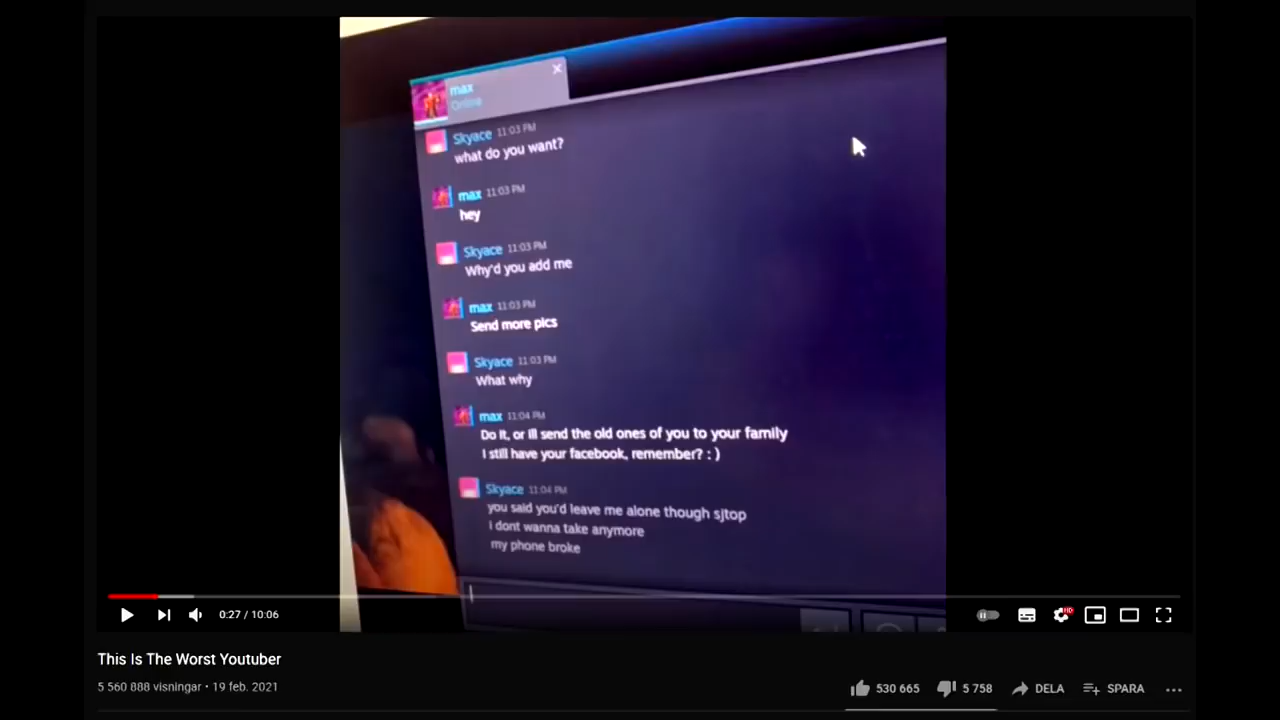 max
Online
Skyace 11:03 PM
what do you want?
max 11:03 PM
hey
Skyace 11:03 PM
Why'd you add me
max 11:03 PM
Send more pics
Skyace 11:03 PM
What why
max 11:04 PM
Do it, or ill send the old ones of you to your family
I still have your facebook, remember? : )
Skyace 11:04 PM
you said you'd leave me alone though sjtop
I dont wanna take anymore
my phone broke
0:27 / 10:06
HD
This Is The Worst Youtuber
5 560 888 visningar • 19 feb. 2021
530 665
5 758
DELA
SPARA